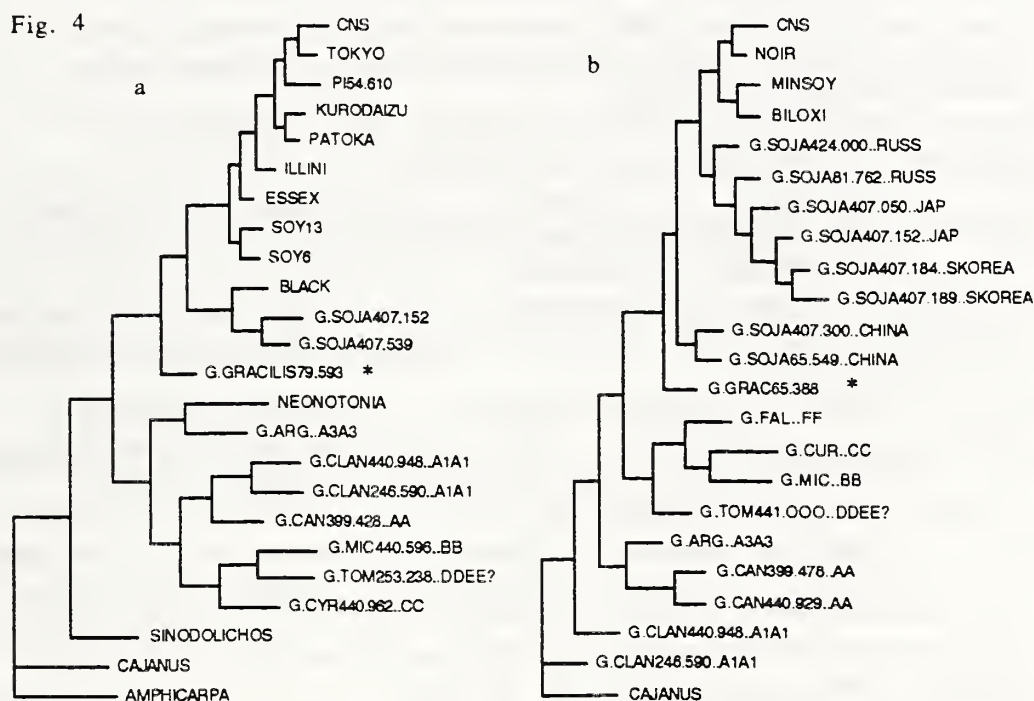 Fig. 4
a
CNS
TOKYO
PI54.610
KURODAIZU
PATOKA
ILLINI
ESSEX
SOY13
SOY6
BLACK
G.SOJA407.152
G.SOJA407.539
G.GRACILIS79.593 *
NEONOTONIA
G.ARG..A3A3
G.CLAN440.948..A1A1
G.CLAN246.590..A1A1
G.CAN399.428..AA
G.MIC440.596..BB
G.TOM253.238..DDEE?
G.CYR440.962..CC
SINODOLICHOS
CAJANUS
AMPHICARPA
b
CNS
NOIR
MINSOY
BILOXI
G.SOJA424.000..RUSS
G.SOJA81.762..RUSS
G.SOJA407.050..JAP
G.SOJA407.152..JAP
G.SOJA407.184..SKOREA
G.SOJA407.189..SKOREA
G.SOJA407.300..CHINA
G.SOJA65.549..CHINA
G.GRAC65.388 *
G.FAL..FF
G.CUR..CC
G.MIC..BB
G.TOM441.OOO..DDEE?
G.ARG..A3A3
G.CAN399.478..AA
G.CAN440.929..AA
G.CLAN440.948..A1A1
G.CLAN246.590..A1A1
CAJANUS